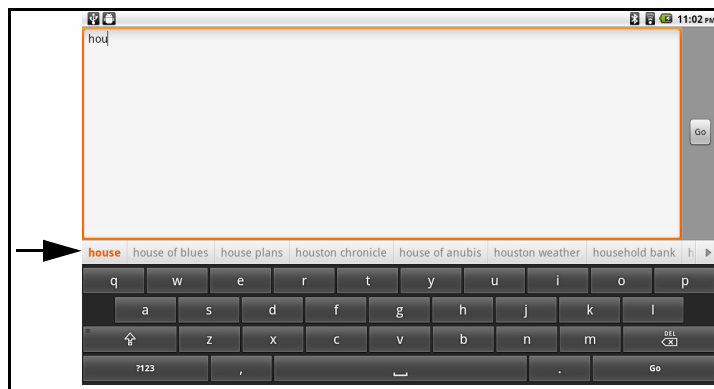 11:02 PM
hou
Go
house house of blues house plans houston chronicle house of anubis houston weather household bank h
q w e r t y u i o p
a s d f g h j k l
z x c v b n m DEL
?123 , . Go